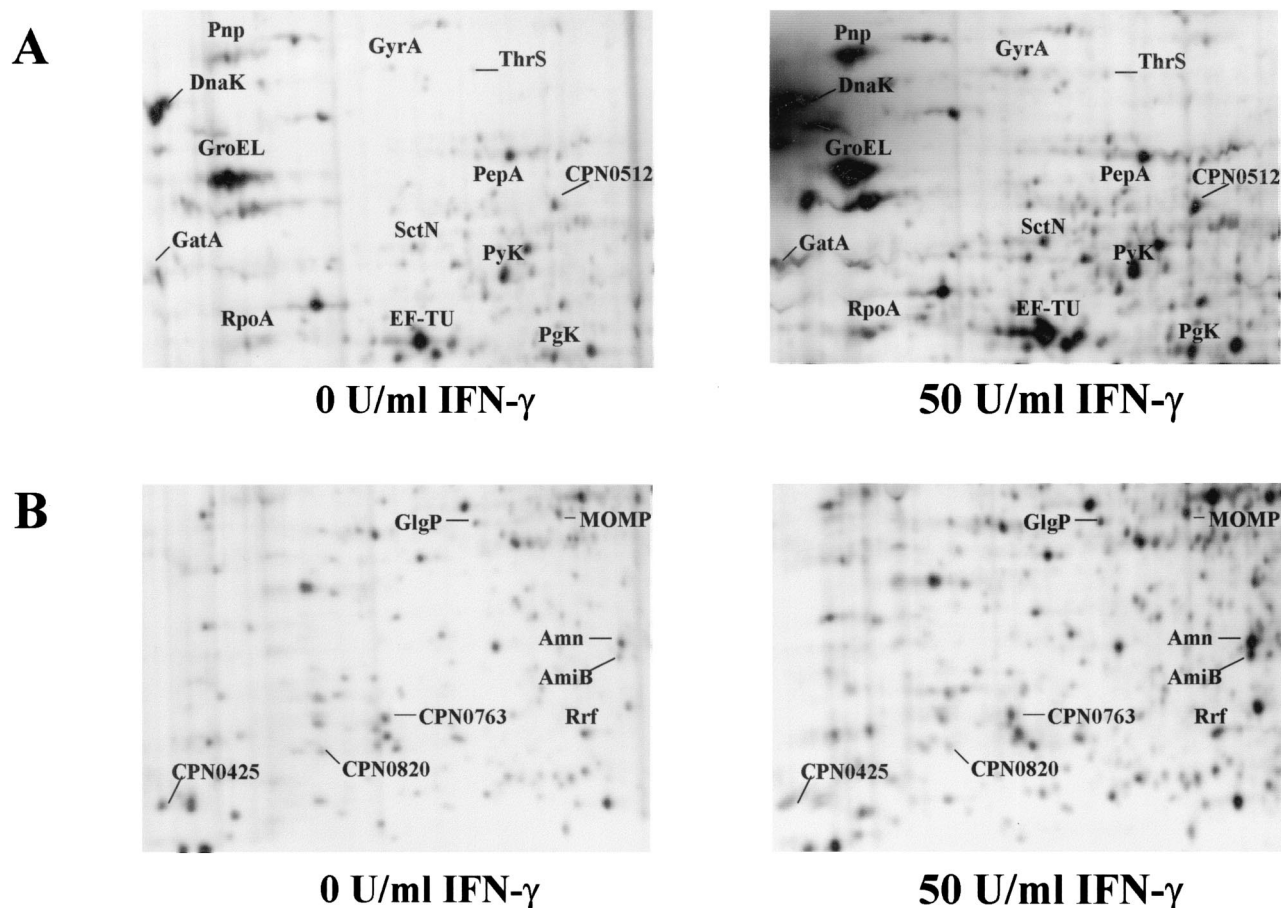 A
Pnp
GyrA
ThrS
DnaK
GroEL
PepA
CPN0512
SctN
GatA
PyK
RpoA
EF-TU
PgK
0 U/ml IFN-γ
Pnp
GyrA
ThrS
DnaK
GroEL
PepA
CPN0512
SctN
GatA
PyK
RpoA
EF-TU
PgK
50 U/ml IFN-γ
B
GlgP
MOMP
Amn
AmiB
CPN0763
Rrf
CPN0820
CPN0425
0 U/ml IFN-γ
GlgP
MOMP
Amn
AmiB
CPN0763
Rrf
CPN0820
CPN0425
50 U/ml IFN-γ